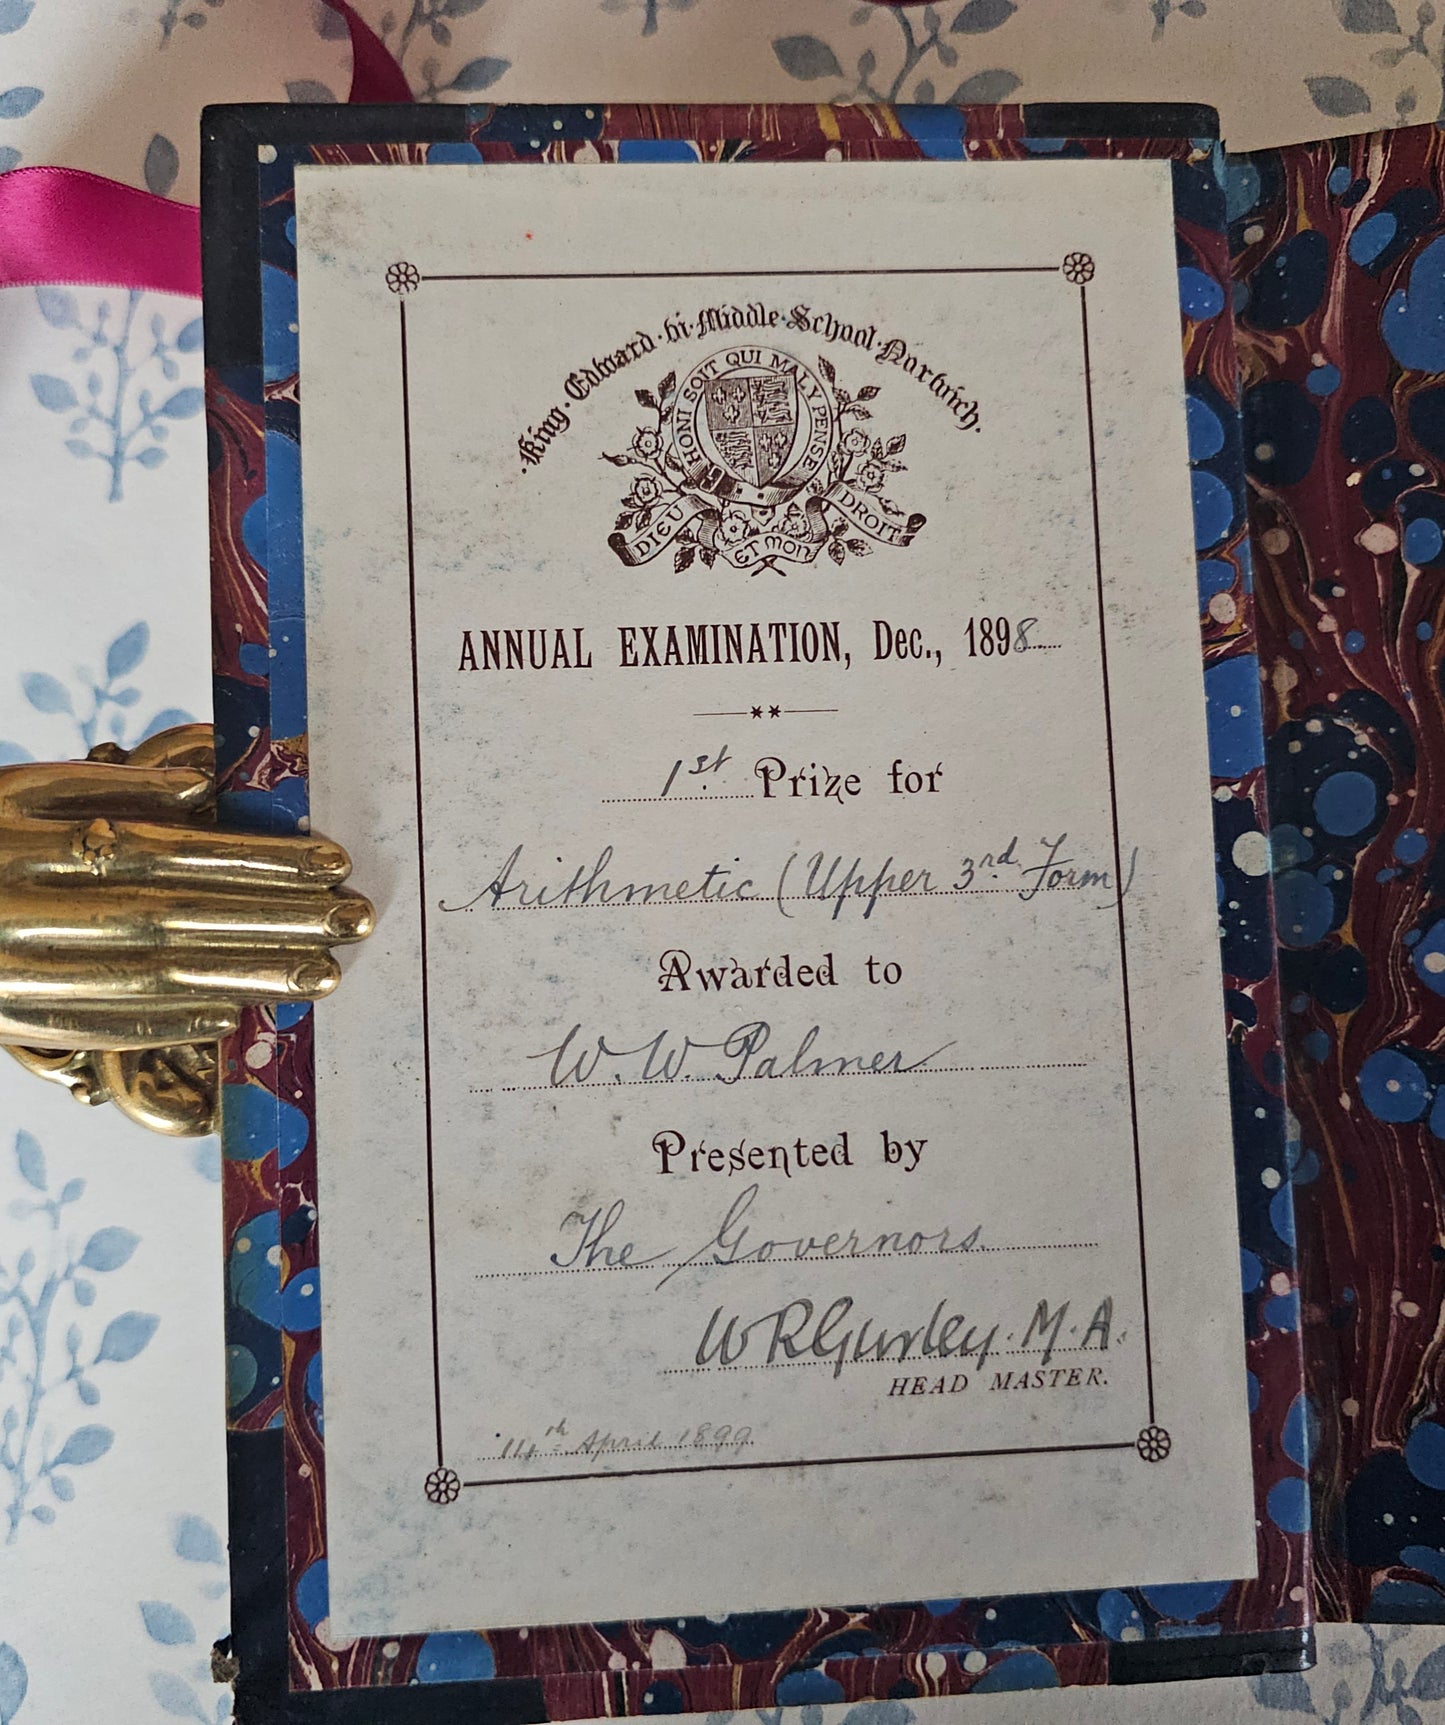 ·King·Edward·vi·Middle·School·Norwich.
HONI SOIT QUI MAL Y PENSE
DIEU ET MON DROIT
ANNUAL EXAMINATION, Dec., 1898
1st Prize for
Arithmetic (Upper 3rd Form)
Awarded to
W. W. Palmer
Presented by
The Governors.
W R Gurley. M.A.
HEAD MASTER.
14th April 1899